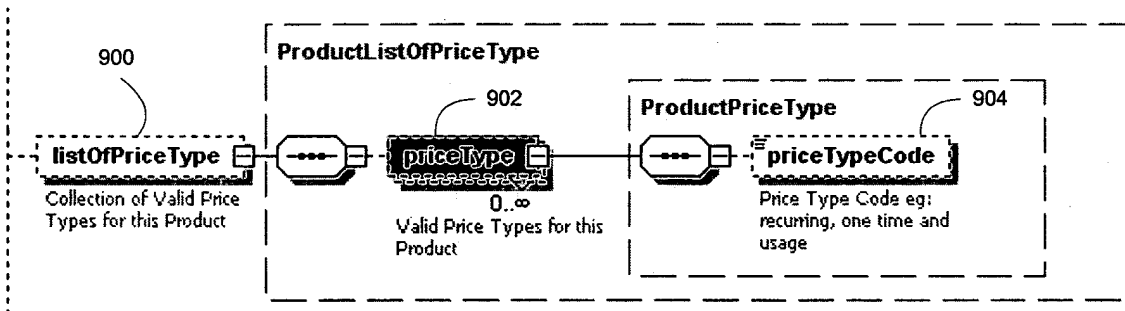 900
ProductListOfPriceType
902
ProductPriceType
904
listOfPriceType
priceType
priceTypeCode
Collection of Valid Price
Types for this Product
0..∞
Valid Price Types for this
Product
Price Type Code eg:
recurring, one time and
usage